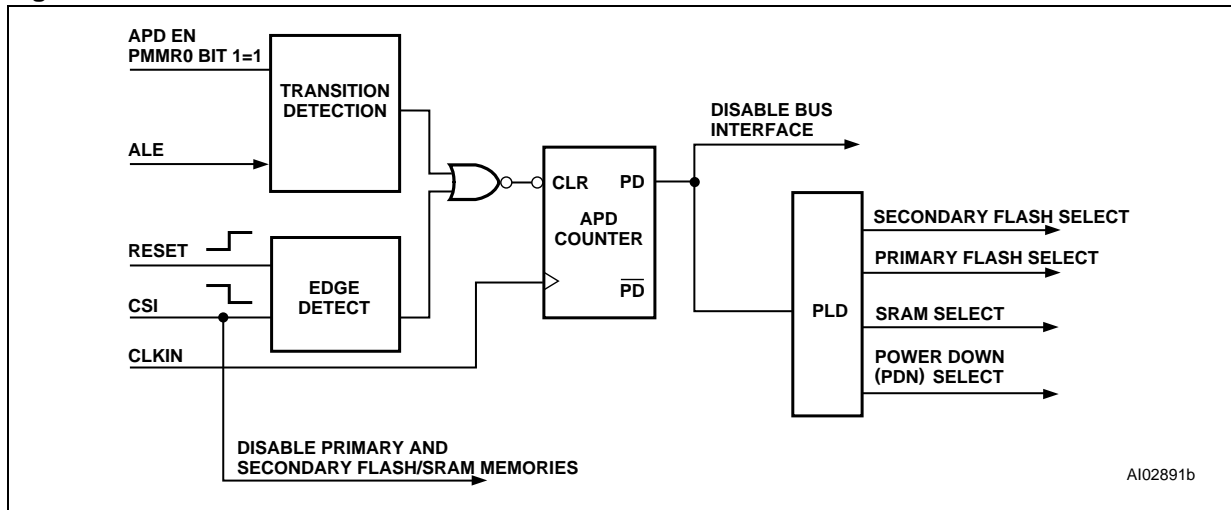 APD EN
PMMR0 BIT 1=1
TRANSITION
DETECTION
ALE
RESET
CSI
EDGE
DETECT
CLKIN
DISABLE PRIMARY AND
SECONDARY FLASH/SRAM MEMORIES
CLR PD
APD
COUNTER
PD
DISABLE BUS
INTERFACE
PLD
SECONDARY FLASH SELECT
PRIMARY FLASH SELECT
SRAM SELECT
POWER DOWN
(PDN) SELECT
AI02891b